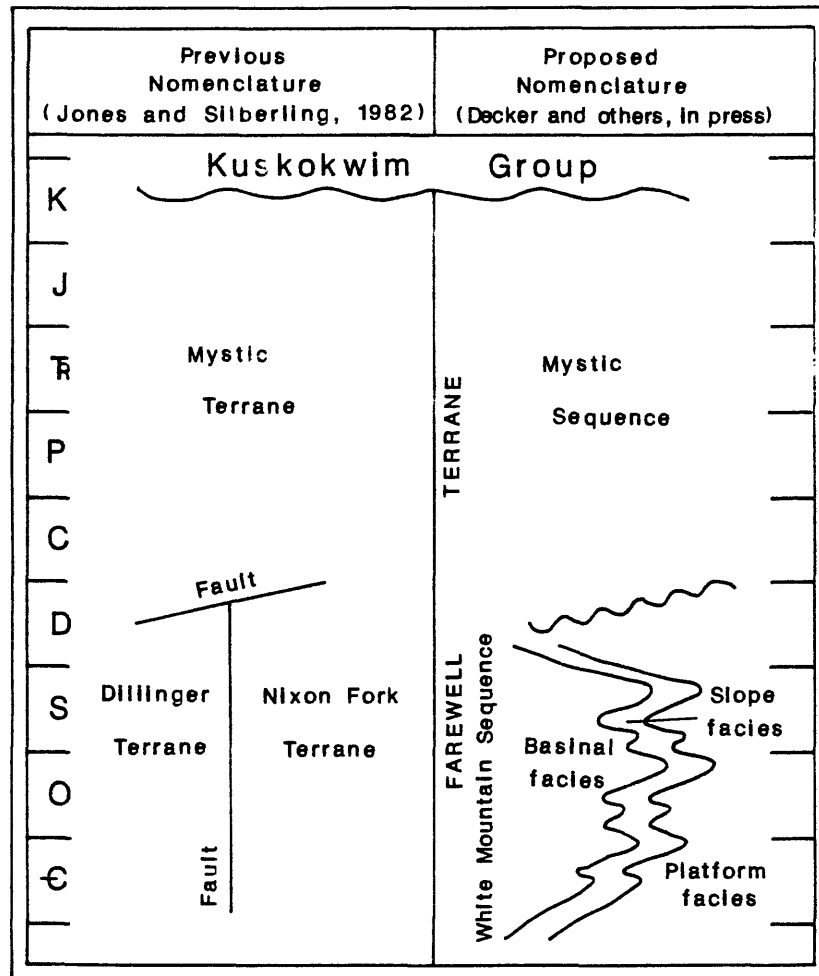 Previous
Nomenclature
(Jones and Silberling, 1982)
Proposed
Nomenclature
(Decker and others, in press)
Kuskokwim Group
K
J
TR
P
C
D
S
O
Є
Mystic
Terrane
Fault
Dillinger
Terrane
Nixon Fork
Terrane
Fault
FAREWELL TERRANE
White Mountain Sequence
Mystic
Sequence
Slope
facies
Basinal
facies
Platform
facies